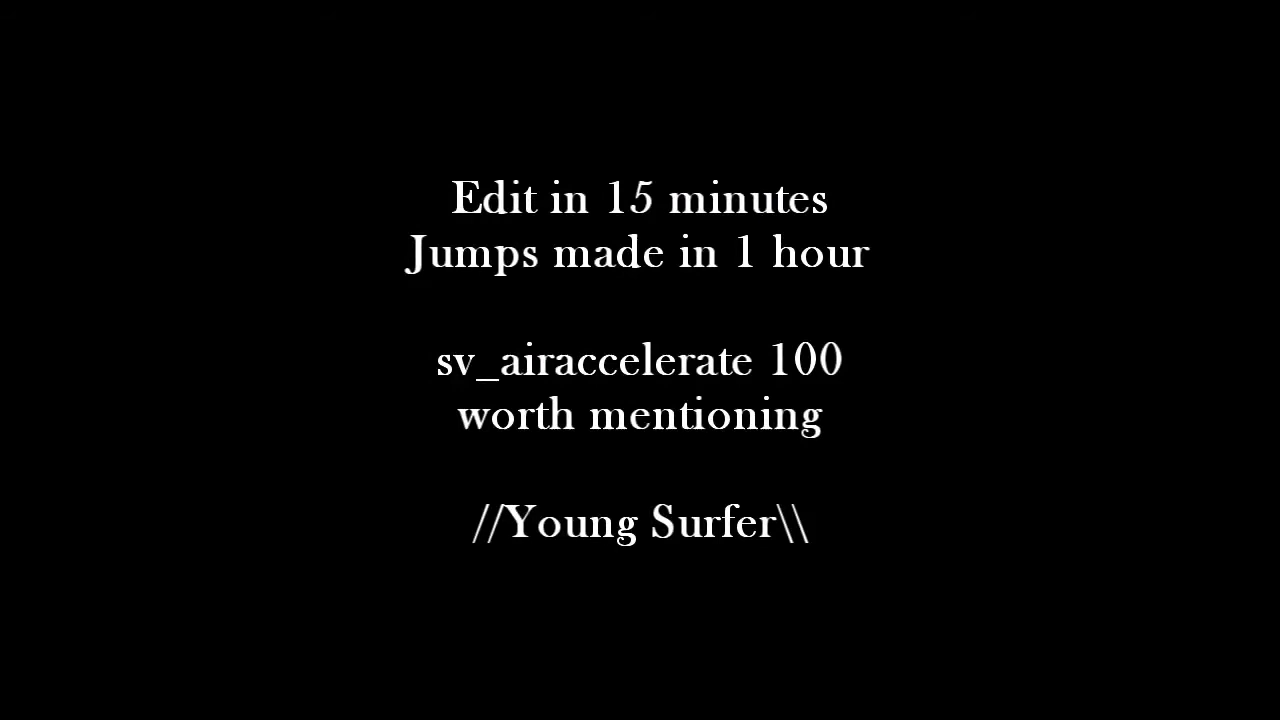 Edit in 15 minutes
Jumps made in 1 hour
sv_airaccelerate 100
worth mentioning
//Young Surfer\\